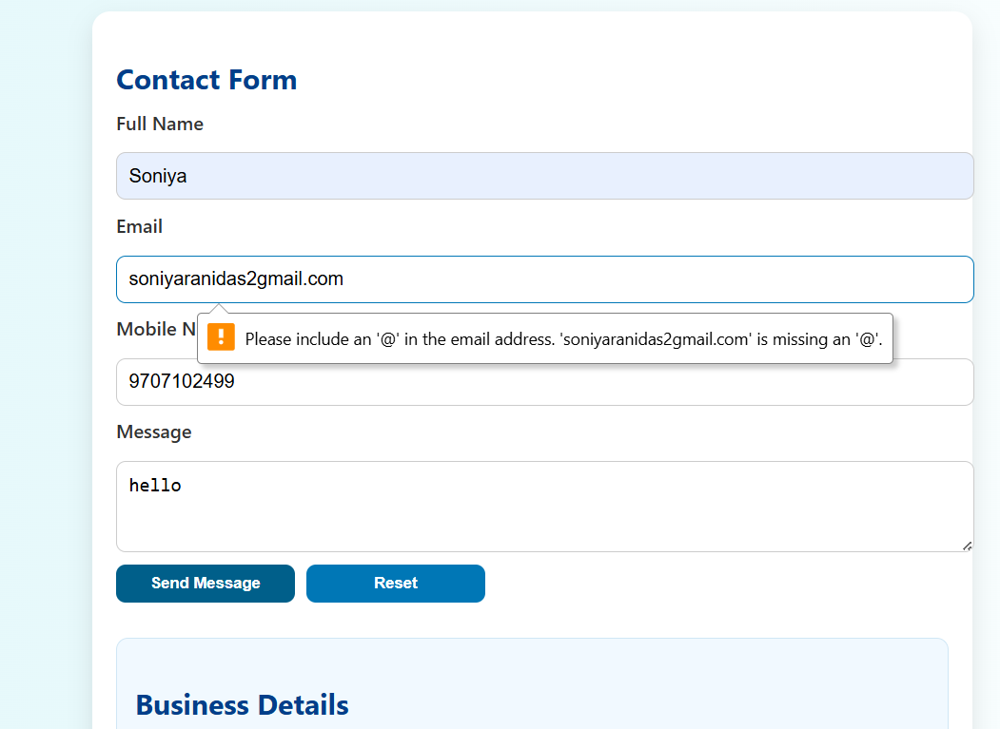 Contact Form
Full Name
Soniya
Email
soniyaranidas2gmail.com
Please include an '@' in the email address. 'soniyaranidas2gmail.com' is missing an '@'.
Mobile N
9707102499
Message
hello
Send Message
Reset
Business Details